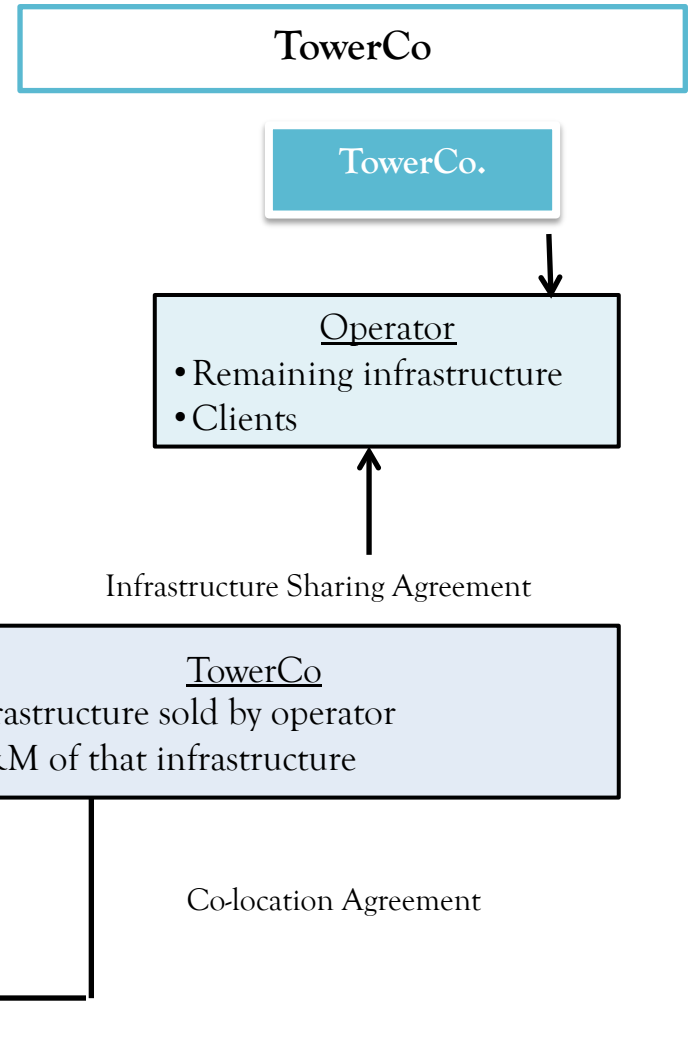 TowerCo
TowerCo.
Operator
• Remaining infrastructure
• Clients
Infrastructure Sharing Agreement
TowerCo
rastructure sold by operator
M of that infrastructure
Co-location Agreement